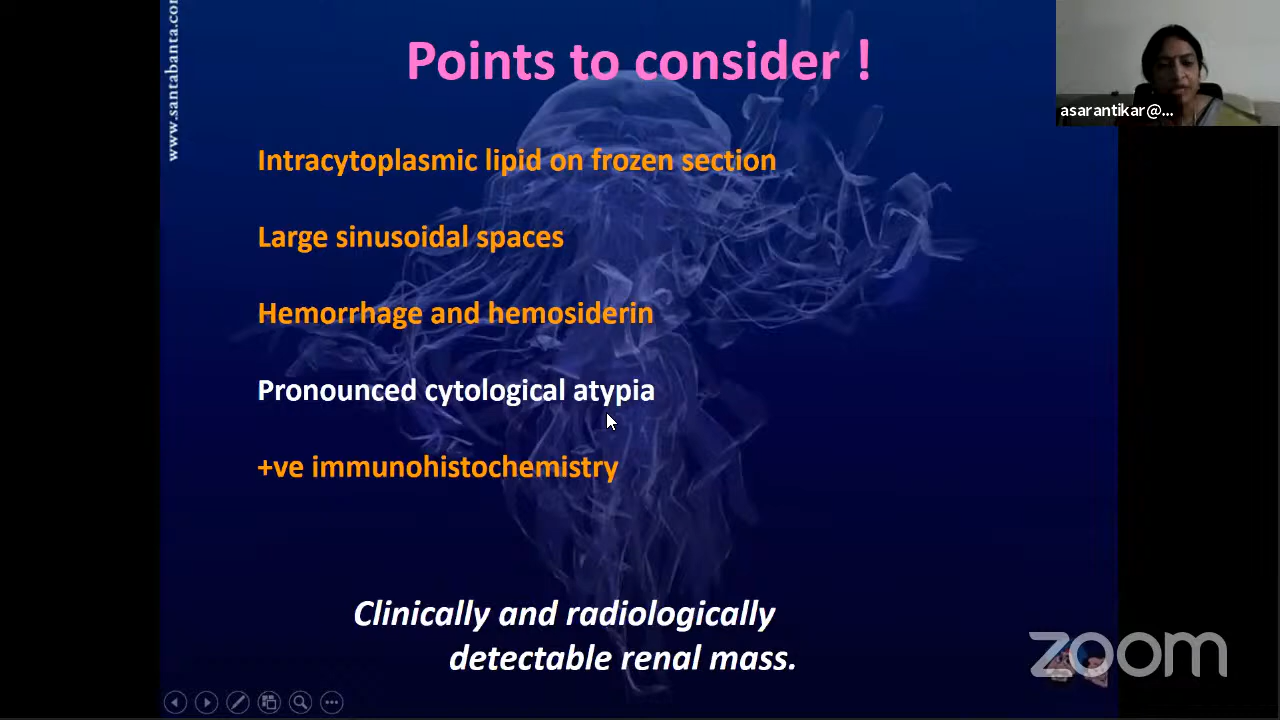 Points to consider !
www.santabanta.com
asarantikar@...
Intracytoplasmic lipid on frozen section
Large sinusoidal spaces
Hemorrhage and hemosiderin
Pronounced cytological atypia
+ve immunohistochemistry
Clinically and radiologically
detectable renal mass.
zoom